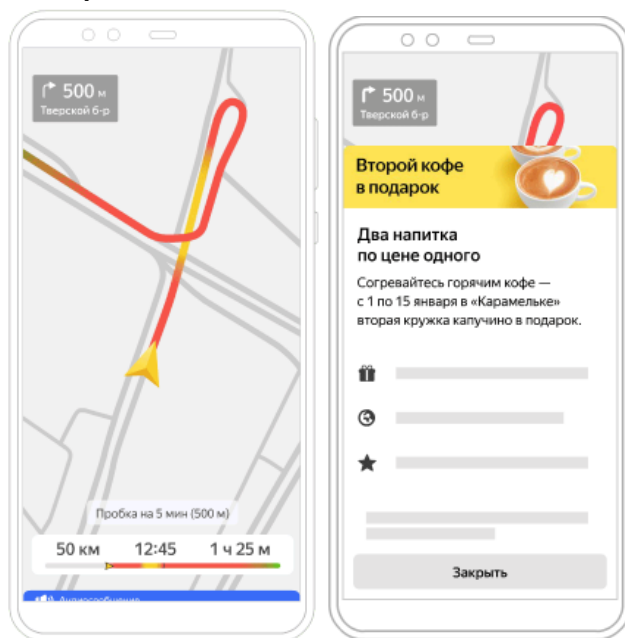 500 м
Тверской б-р
Пробка на 5 мин (500 м)
50 км 12:45 1 ч 25 м
Аудиосообщение
500 м
Тверской б-р
Второй кофе
в подарок
Два напитка
по цене одного
Согревайтесь горячим кофе —
с 1 по 15 января в «Карамельке»
вторая кружка капучино в подарок.
Закрыть